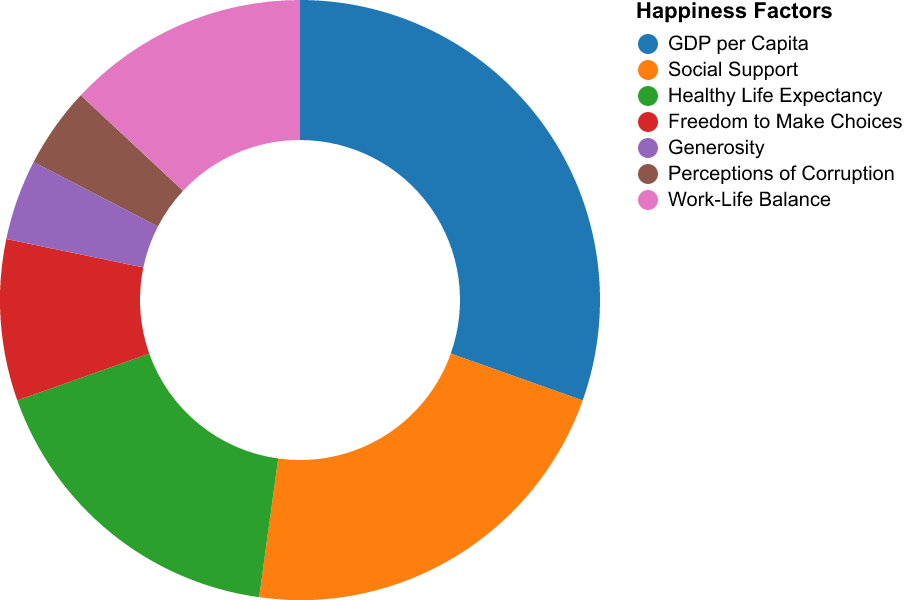 Happiness Factors
GDP per Capita
Social Support
Healthy Life Expectancy
Freedom to Make Choices
Generosity
Perceptions of Corruption
Work-Life Balance